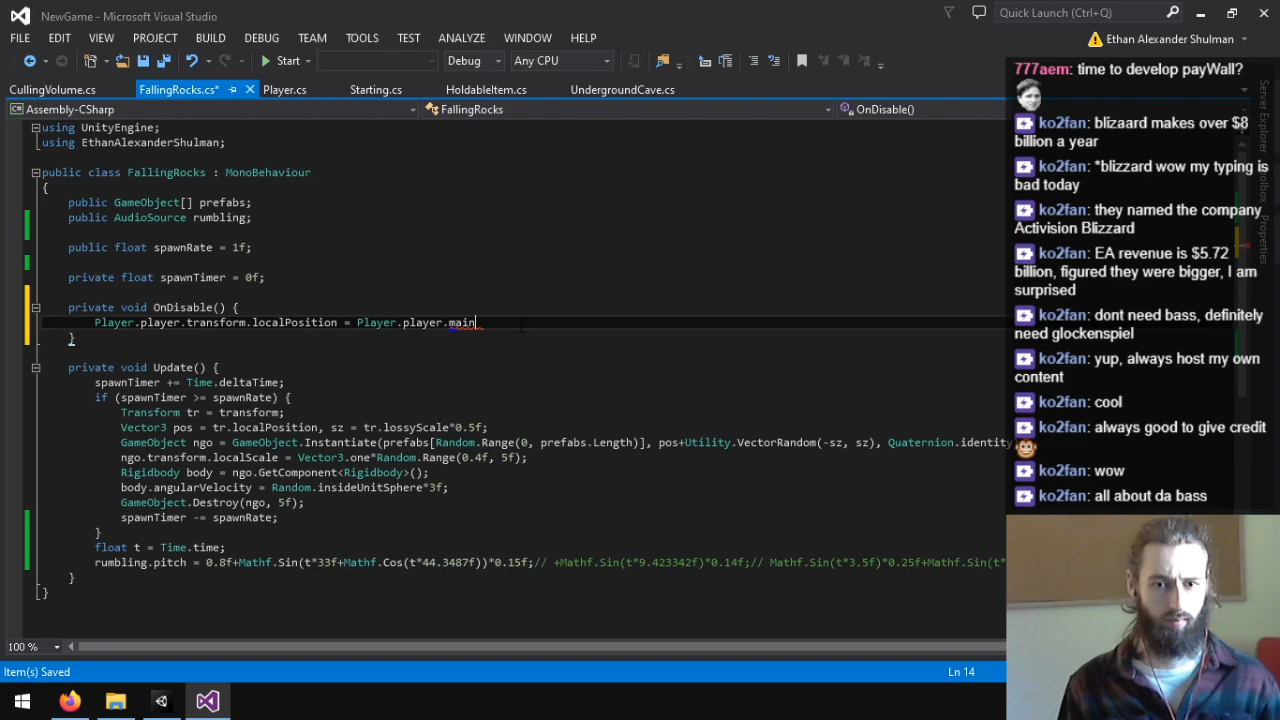 NewGame - Microsoft Visual Studio
Quick Launch (Ctrl+Q)
FILE EDIT VIEW PROJECT BUILD DEBUG TEAM TOOLS TEST ANALYZE WINDOW HELP
Ethan Alexander Shulman
Start Debug Any CPU
CullingVolume.cs FallingRocks.cs* Player.cs Starting.cs HoldableItem.cs UndergroundCave.cs
Assembly-CSharp FallingRocks OnDisable()
using UnityEngine;
using EthanAlexanderShulman;
public class FallingRocks : MonoBehaviour
{
public GameObject[] prefabs;
public AudioSource rumbling;
public float spawnRate = 1f;
private float spawnTimer = 0f;
private void OnDisable() {
Player.player.transform.localPosition = Player.player.main
}
private void Update() {
spawnTimer += Time.deltaTime;
if (spawnTimer >= spawnRate) {
Transform tr = transform;
Vector3 pos = tr.localPosition, sz = tr.lossyScale*0.5f;
GameObject ngo = GameObject.Instantiate(prefabs[Random.Range(0, prefabs.Length)], pos+Utility.VectorRandom(-sz, sz), Quaternion.identity
ngo.transform.localScale = Vector3.one*Random.Range(0.4f, 5f);
Rigidbody body = ngo.GetComponent<Rigidbody>();
body.angularVelocity = Random.insideUnitSphere*3f;
GameObject.Destroy(ngo, 5f);
spawnTimer -= spawnRate;
}
float t = Time.time;
rumbling.pitch = 0.8f+Mathf.Sin(t*33f+Mathf.Cos(t*44.3487f))*0.15f;// +Mathf.Sin(t*9.423342f)*0.14f;// Mathf.Sin(t*3.5f)*0.25f+Mathf.Sin(t*
}
}
100 %
Item(s) Saved
Ln 14
777aem: time to develop payWall?
ko2fan: blizaard makes over $8
billion a year
ko2fan: *blizzard wow my typing is
bad today
ko2fan: they named the company
Activision Blizzard
ko2fan: EA revenue is $5.72
billion, figured they were bigger, I am
surprised
ko2fan: dont need bass, definitely
need glockenspiel
ko2fan: yup, always host my own
content
ko2fan: cool
ko2fan: always good to give credit
ko2fan: wow
ko2fan: all about da bass
Server Explorer
Toolbox
Properties